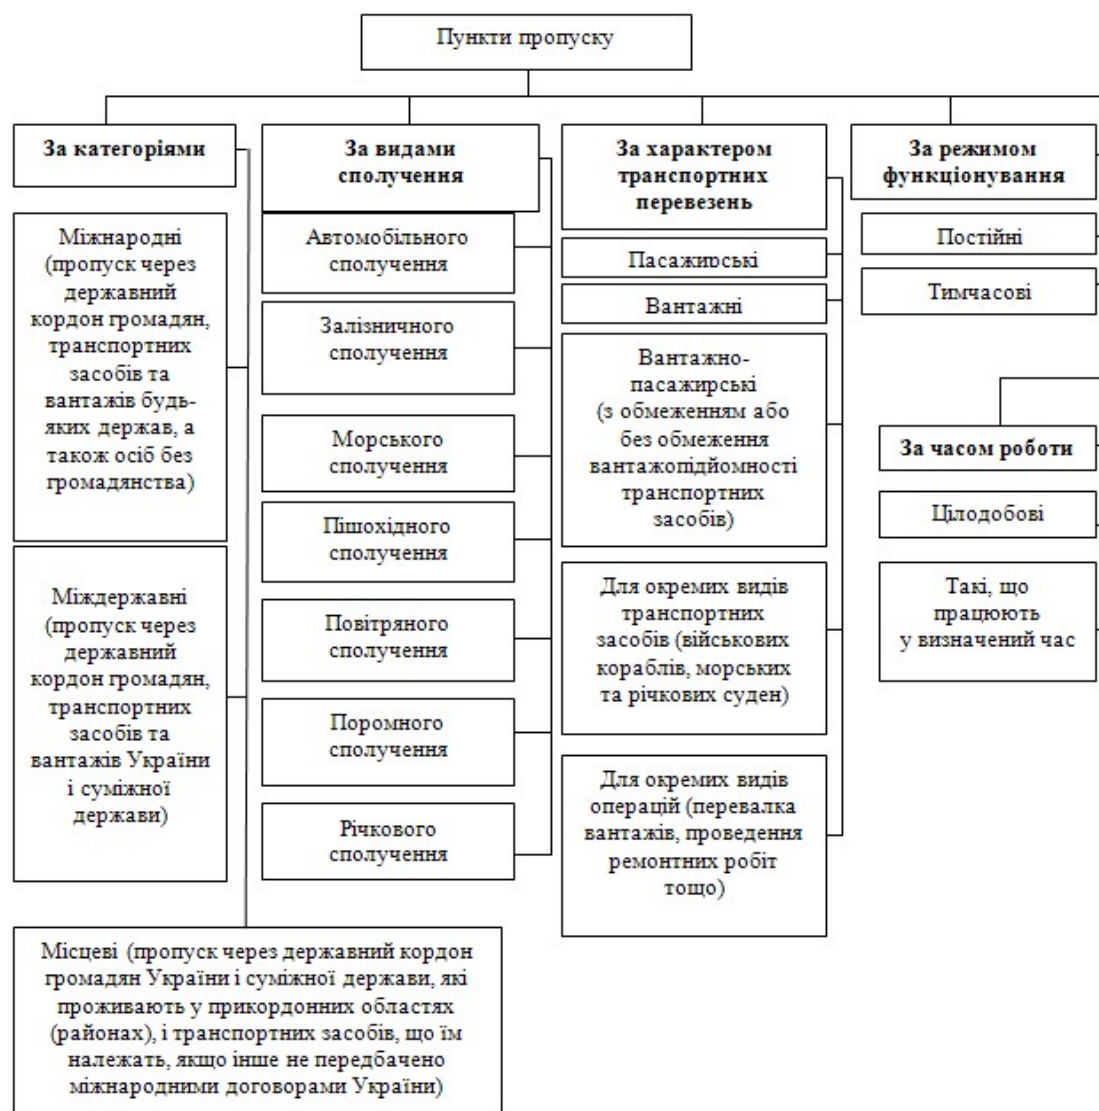 Пункти пропуску
За категоріями
Міжнародні
(пропуск через
державний
кордон громадян,
транспортних
засобів та
вантажів будь-
яких держав, а
також осіб без
громадянства)
Міждержавні
(пропуск через
державний
кордон громадян,
транспортних
засобів та
вантажів України
і суміжної
держави)
Місцеві (пропуск через державний кордон
громадян України і суміжної держави, які
проживають у прикордонних областях
(районах), і транспортних засобів, що їм
належать, якщо інше не передбачено
міжнародними договорами України)
За видами
сполучення
Автомобільного
сполучення
Залізничного
сполучення
Морського
сполучення
Пішохідного
сполучення
Повітряного
сполучення
Поромного
сполучення
Річкового
сполучення
За характером
транспортних
перевезень
Пасажирські
Вантажні
Вантажно-
пасажирські
(з обмеженням або
без обмеження
вантажопідйомності
транспортних
засобів)
Для окремих видів
транспортних
засобів (військових
кораблів, морських
та річкових суден)
Для окремих видів
операцій (перевалка
вантажів, проведення
ремонтних робіт
тощо)
За режимом
функціонування
Постійні
Тимчасові
За часом роботи
Цілодобові
Такі, що
працюють
у визначений час